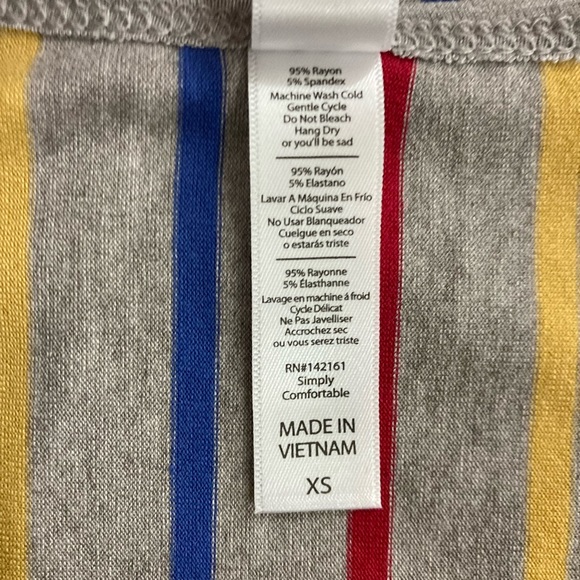 95% Rayon
5% Spandex
Machine Wash Cold
Gentle Cycle
Do Not Bleach
Hang Dry
or you'll be sad
95% Rayón
5% Elastano
Lavar A Máquina En Frío
Ciclo Suave
No Usar Blanqueador
Cuelgue en seco
o estarás triste
95% Rayonne
5% Élasthanne
Lavage en machine à froid
Cycle Délicat
Ne Pas Javelliser
Accrochez sec
ou vous serez triste
RN#142161
Simply
Comfortable
MADE IN
VIETNAM
XS